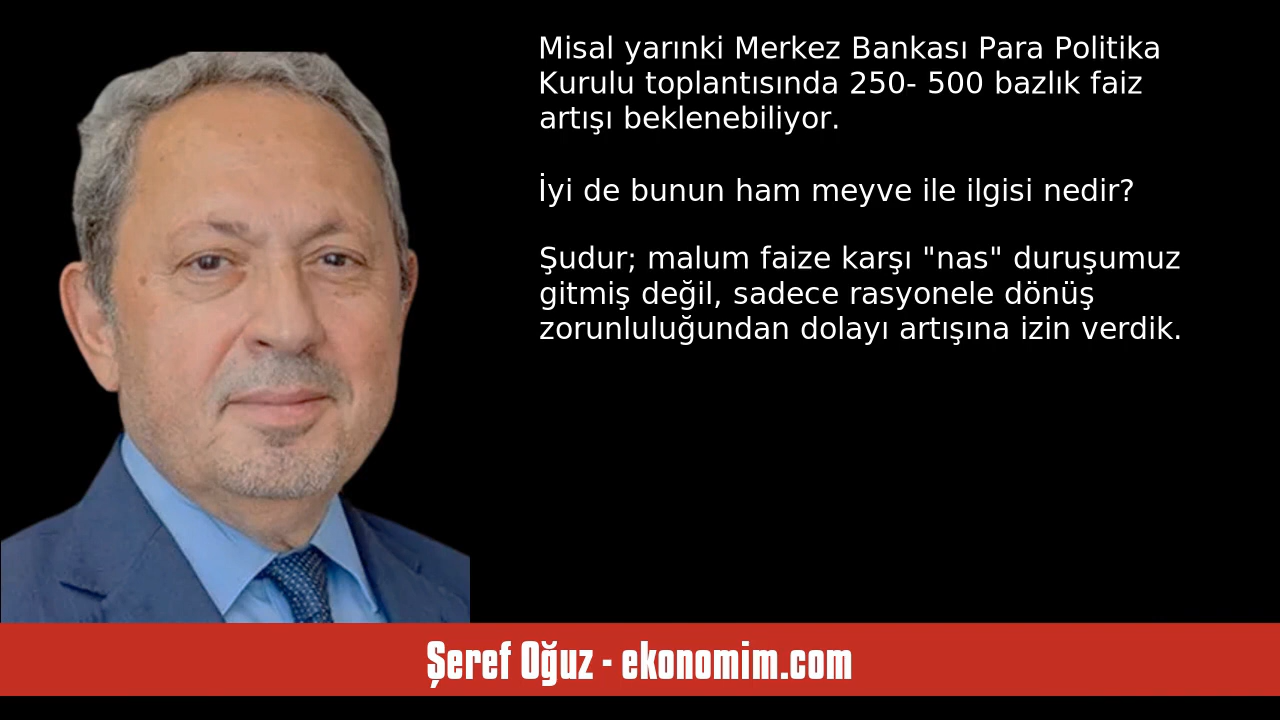 Misal yarınki Merkez Bankası Para Politika
Kurulu toplantısında 250- 500 bazlık faiz
artışı beklenebiliyor.
İyi de bunun ham meyve ile ilgisi nedir?
Şudur; malum faize karşı "nas" duruşumuz
gitmiş değil, sadece rasyonele dönüş
zorunluluğundan dolayı artışına izin verdik.
Şeref Oğuz - ekonomim.com